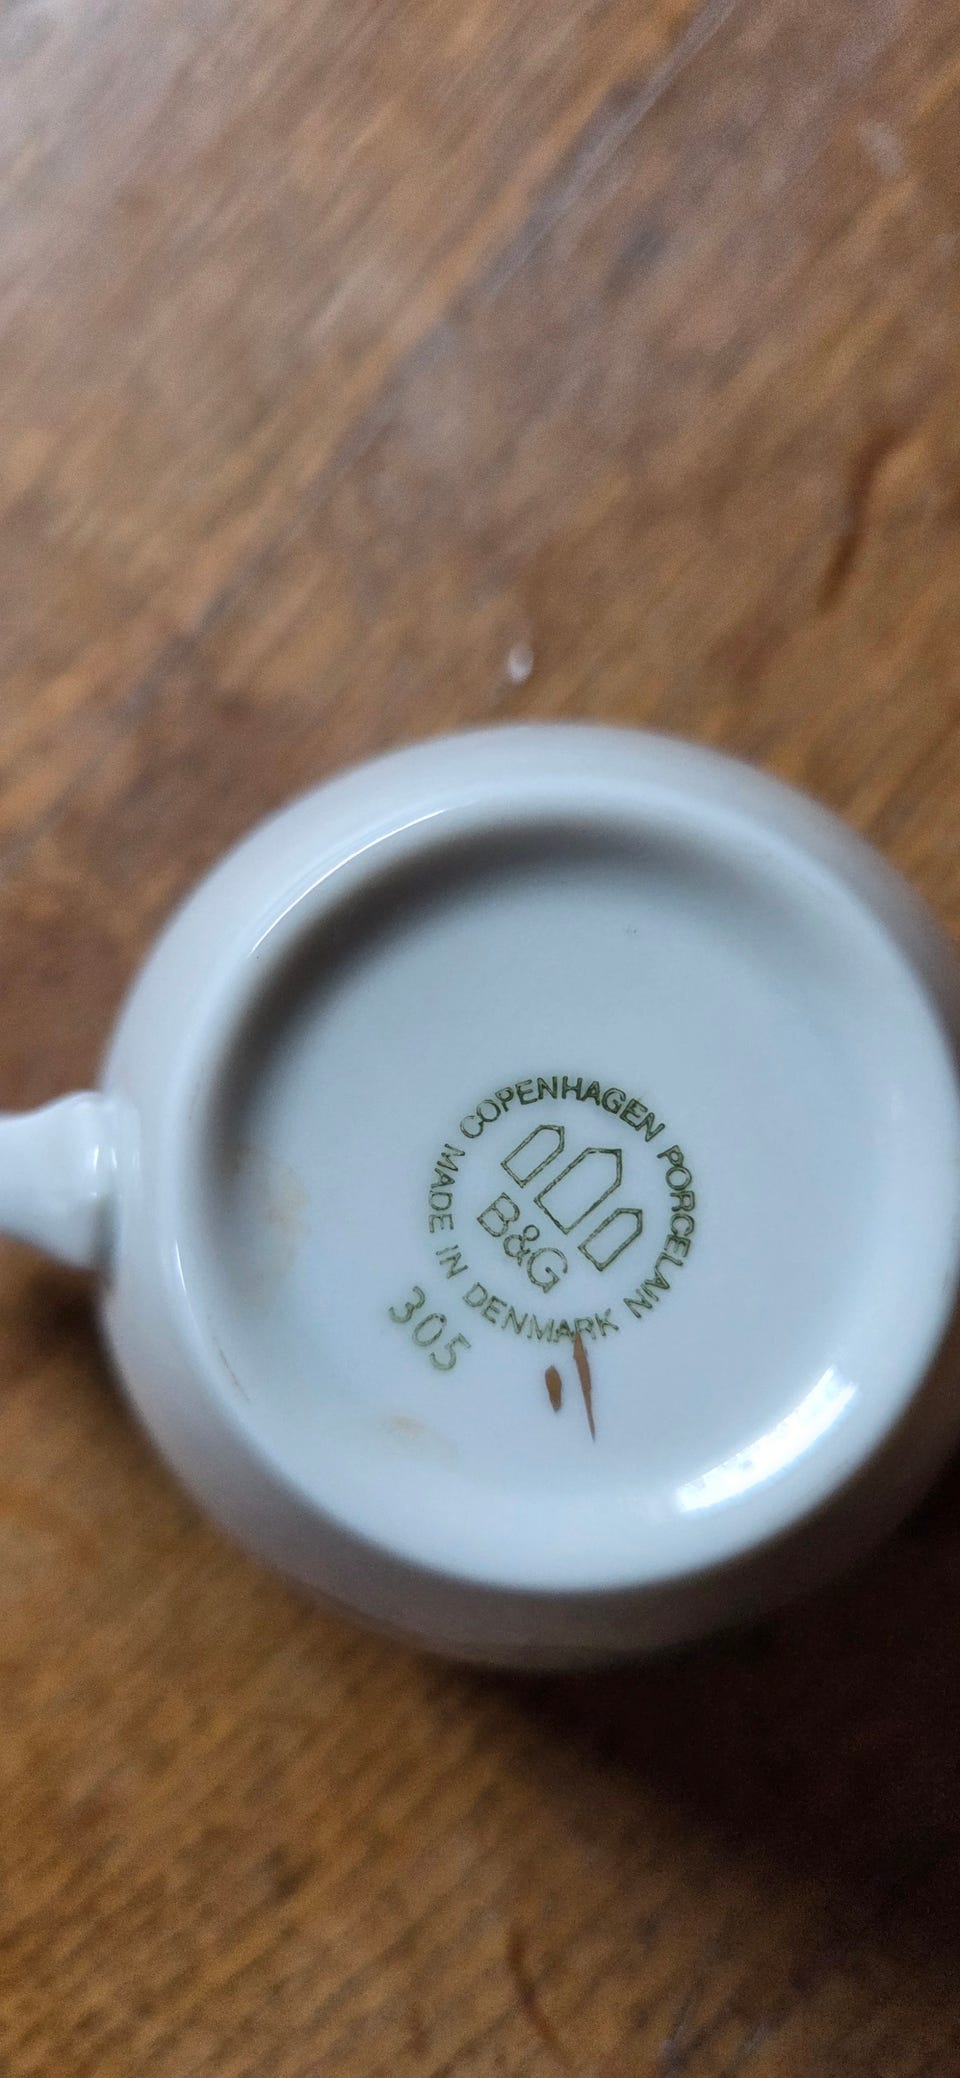 COPENHAGEN PORCELAIN
B&G
MADE IN DENMARK
305